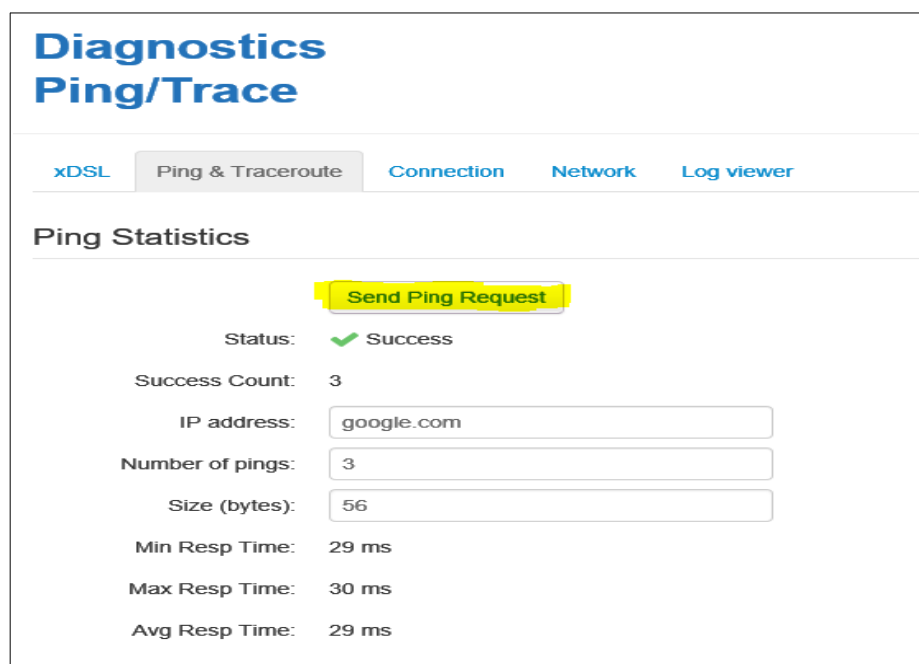 Diagnostics
Ping/Trace
xDSL Ping & Traceroute Connection Network Log viewer
Ping Statistics
Send Ping Request
Status: Success
Success Count: 3
IP address: google.com
Number of pings: 3
Size (bytes): 56
Min Resp Time: 29 ms
Max Resp Time: 30 ms
Avg Resp Time: 29 ms